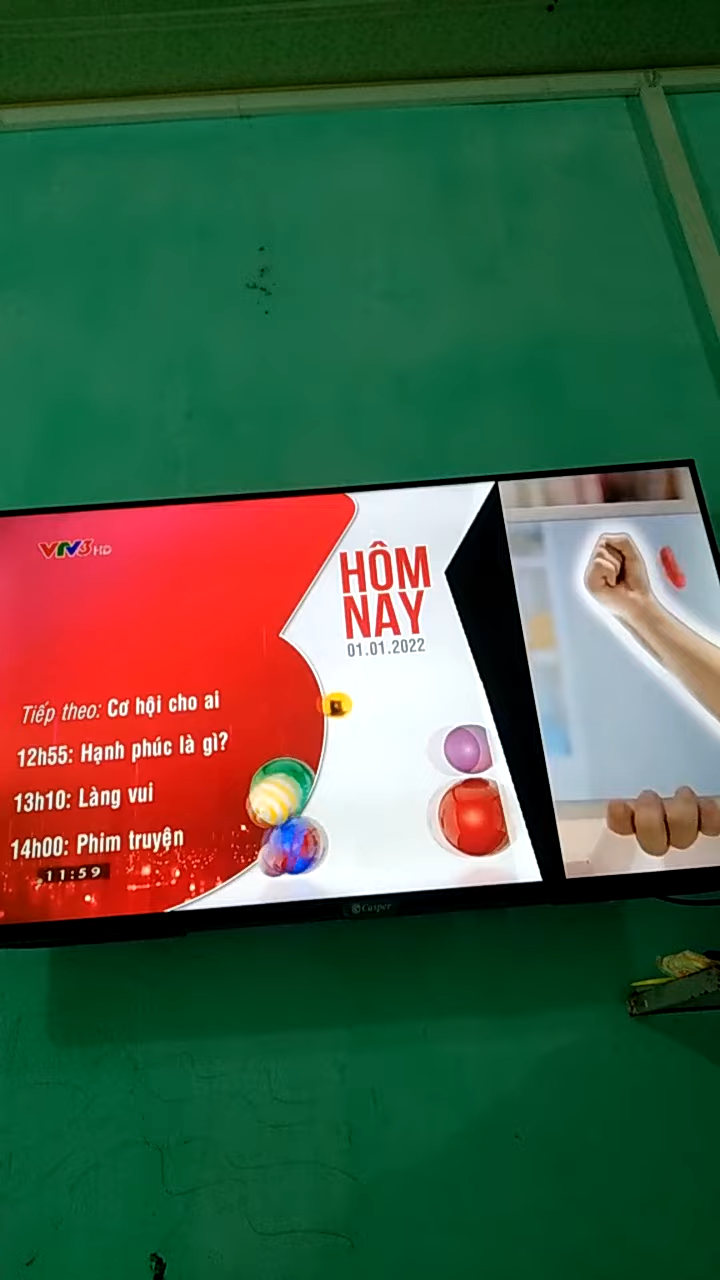 VTV3 HD
HÔM
NAY
01.01.2022
Tiếp theo: Cơ hội cho ai
12h55: Hạnh phúc là gì?
13h10: Làng vui
14h00: Phim truyện
11:59
Casper